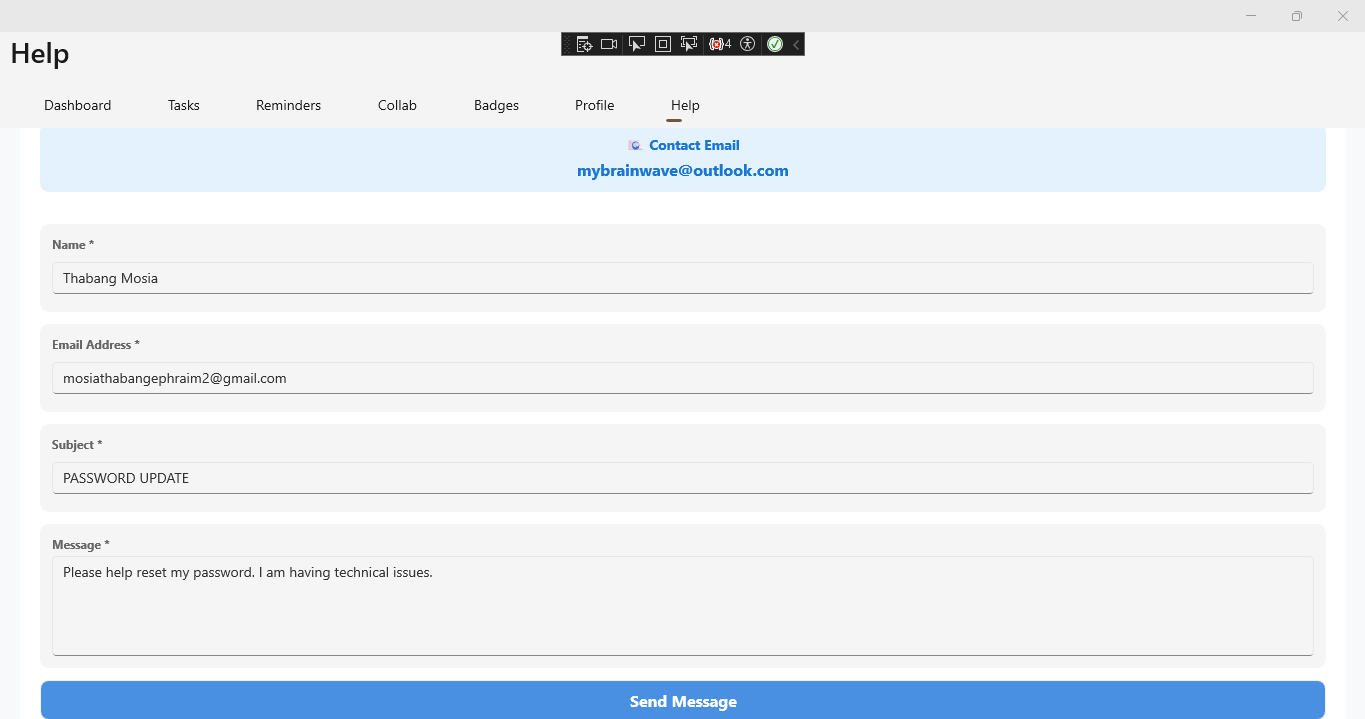 Help
4
Dashboard Tasks Reminders Collab Badges Profile Help
Contact Email
mybrainwave@outlook.com
Name *
Thabang Mosia
Email Address *
mosiathabangephraim2@gmail.com
Subject *
PASSWORD UPDATE
Message *
Please help reset my password. I am having technical issues.
Send Message